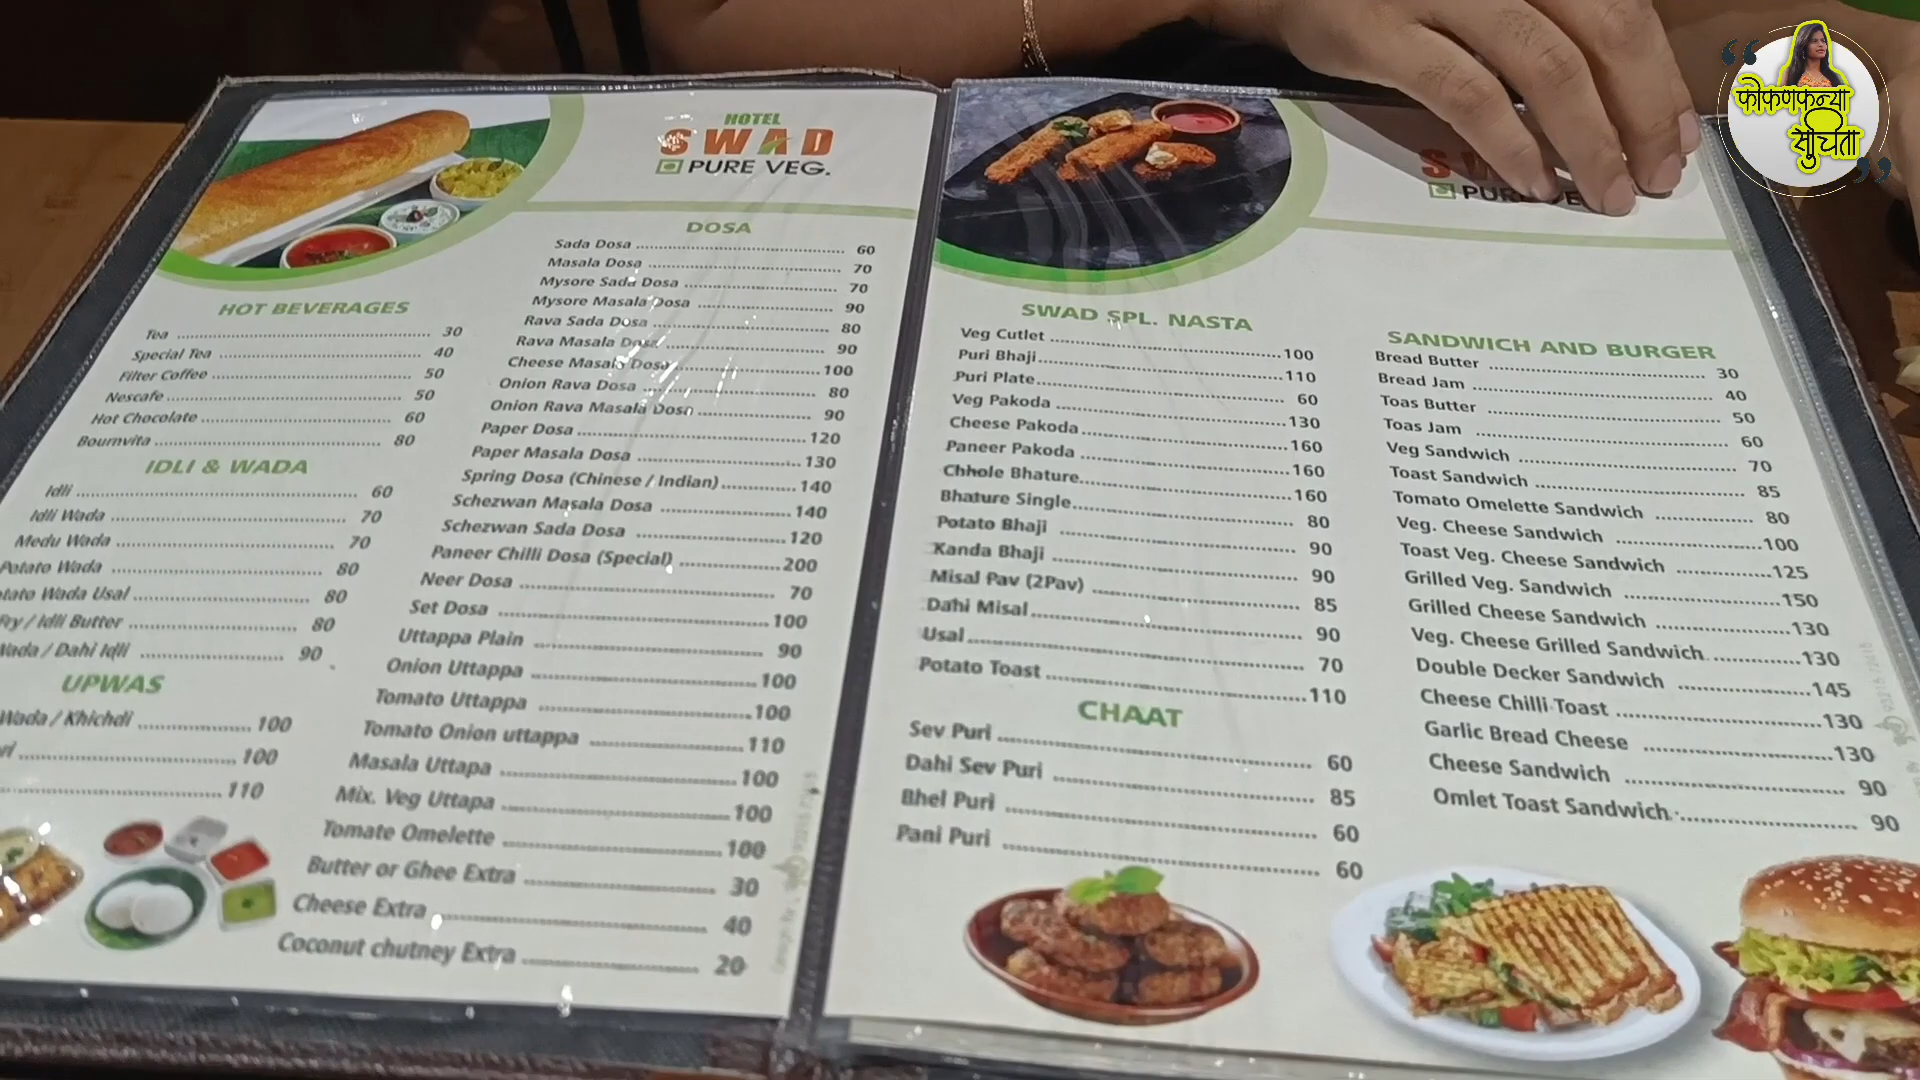 HOTEL
SWAD
PURE VEG.
HOT BEVERAGES
Tea 30
Special Tea 40
Filter Coffee 50
Nescafe 50
Hot Chocolate 60
Bournvita 80
IDLI & WADA
Idli 60
Idli Wada 70
Medu Wada 70
Potato Wada 80
Wada Usal 80
Fry / Idli Butter 80
Wada / Dahi Idli 90
UPWAS
Wada / Khichdi 100
100
110
DOSA
Sada Dosa 60
Masala Dosa 70
Mysore Sada Dosa 70
Mysore Masala Dosa 90
Rava Sada Dosa 80
Rava Masala Dosa 90
Cheese Masala Dosa 100
Onion Rava Dosa 80
Onion Rava Masala Dosa 90
Paper Dosa 120
Paper Masala Dosa 130
Spring Dosa (Chinese / Indian) 140
Schezwan Masala Dosa 140
Schezwan Sada Dosa 120
Paneer Chilli Dosa (Special) 200
Neer Dosa 70
Set Dosa 100
Uttappa Plain 90
Onion Uttappa 100
Tomato Uttappa 100
Tomato Onion uttappa 110
Masala Uttapa 100
Mix. Veg Uttapa 100
Tomate Omelette 100
Butter or Ghee Extra 30
Cheese Extra 40
Coconut chutney Extra 20
SWAD SPL. NASTA
Veg Cutlet 100
Puri Bhaji 110
Puri Plate 60
Veg Pakoda 130
Cheese Pakoda 160
Paneer Pakoda 160
Chhole Bhature 160
Bhature Single 80
Potato Bhaji 90
Kanda Bhaji 90
Misal Pav (2Pav) 85
Dahi Misal 90
Usal 70
Potato Toast 110
CHAAT
Sev Puri 60
Dahi Sev Puri 85
Bhel Puri 60
Pani Puri 60
SANDWICH AND BURGER
Bread Butter 30
Bread Jam 40
Toas Butter 50
Toas Jam 60
Veg Sandwich 70
Toast Sandwich 85
Tomato Omelette Sandwich 80
Veg. Cheese Sandwich 100
Toast Veg. Cheese Sandwich 125
Grilled Veg. Sandwich 150
Grilled Cheese Sandwich 130
Veg. Cheese Grilled Sandwich 130
Double Decker Sandwich 145
Cheese Chilli Toast 130
Garlic Bread Cheese 130
Cheese Sandwich 90
Omlet Toast Sandwich 90
कोकणकन्या
सुचिता